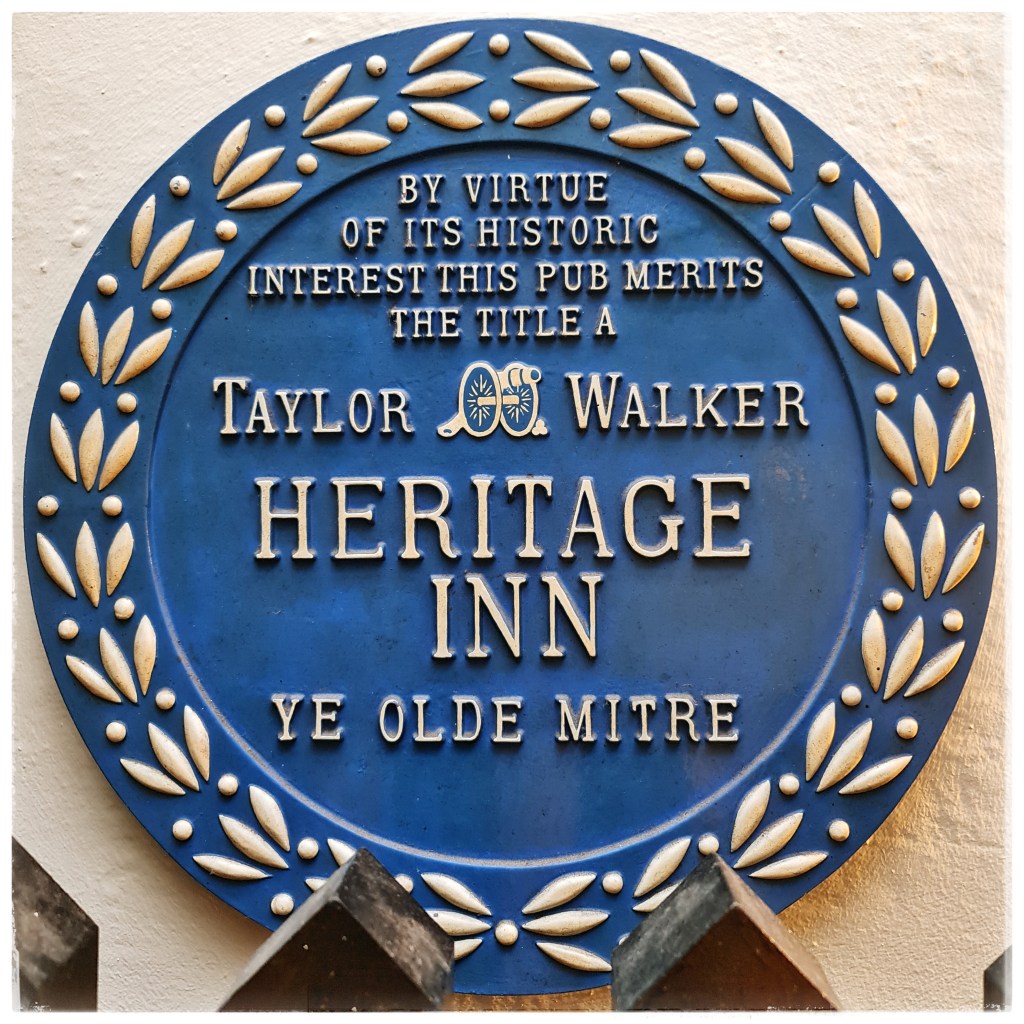 BY VIRTUE
OF ITS HISTORIC
INTEREST THIS PUB MERITS
THE TITLE A
TAYLOR WALKER
HERITAGE
INN
YE OLDE MITRE